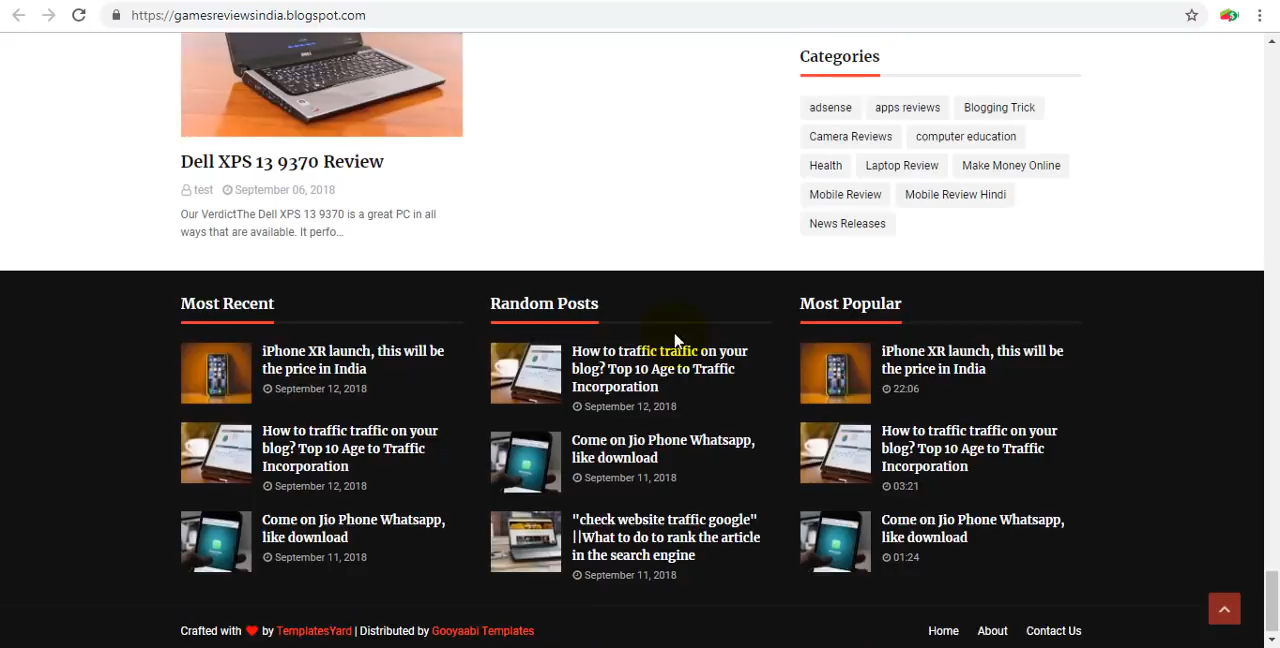 https://gamesreviewsindia.blogspot.com
Dell XPS 13 9370 Review
test September 06, 2018
Our VerdictThe Dell XPS 13 9370 is a great PC in all
ways that are available. It perfo...
Categories
adsense apps reviews Blogging Trick
Camera Reviews computer education
Health Laptop Review Make Money Online
Mobile Review Mobile Review Hindi
News Releases
Most Recent
iPhone XR launch, this will be
the price in India
September 12, 2018
How to traffic traffic on your
blog? Top 10 Age to Traffic
Incorporation
September 12, 2018
Come on Jio Phone Whatsapp,
like download
September 11, 2018
Random Posts
How to traffic traffic on your
blog? Top 10 Age to Traffic
Incorporation
September 12, 2018
Come on Jio Phone Whatsapp,
like download
September 11, 2018
"check website traffic google"
||What to do to rank the article
in the search engine
September 11, 2018
Most Popular
iPhone XR launch, this will be
the price in India
22:06
How to traffic traffic on your
blog? Top 10 Age to Traffic
Incorporation
03:21
Come on Jio Phone Whatsapp,
like download
01:24
Crafted with ❤ by TemplatesYard | Distributed by Gooyaabi Templates
Home About Contact Us